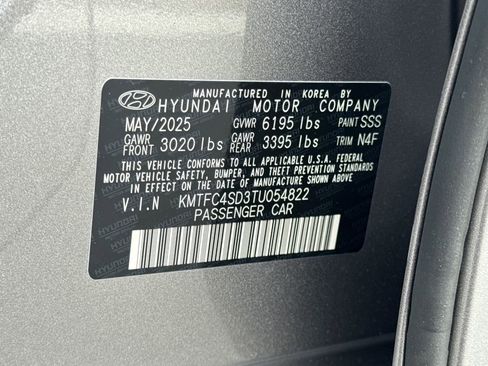 MANUFACTURED IN KOREA BY
HYUNDAI MOTOR COMPANY
MAY/2025 GVWR 6195 lbs PAINT SSS
GAWR FRONT 3020 lbs GAWR REAR 3395 lbs TRIM N4F
THIS VEHICLE CONFORMS TO ALL APPLICABLE U.S.A. FEDERAL
MOTOR VEHICLE SAFETY, BUMPER, AND THEFT PREVENTION
STANDARDS IN EFFECT ON THE DATE OF MANUFACTURE SHOWN ABOVE.
V.I.N KMTFC4SD3TU054822
PASSENGER CAR